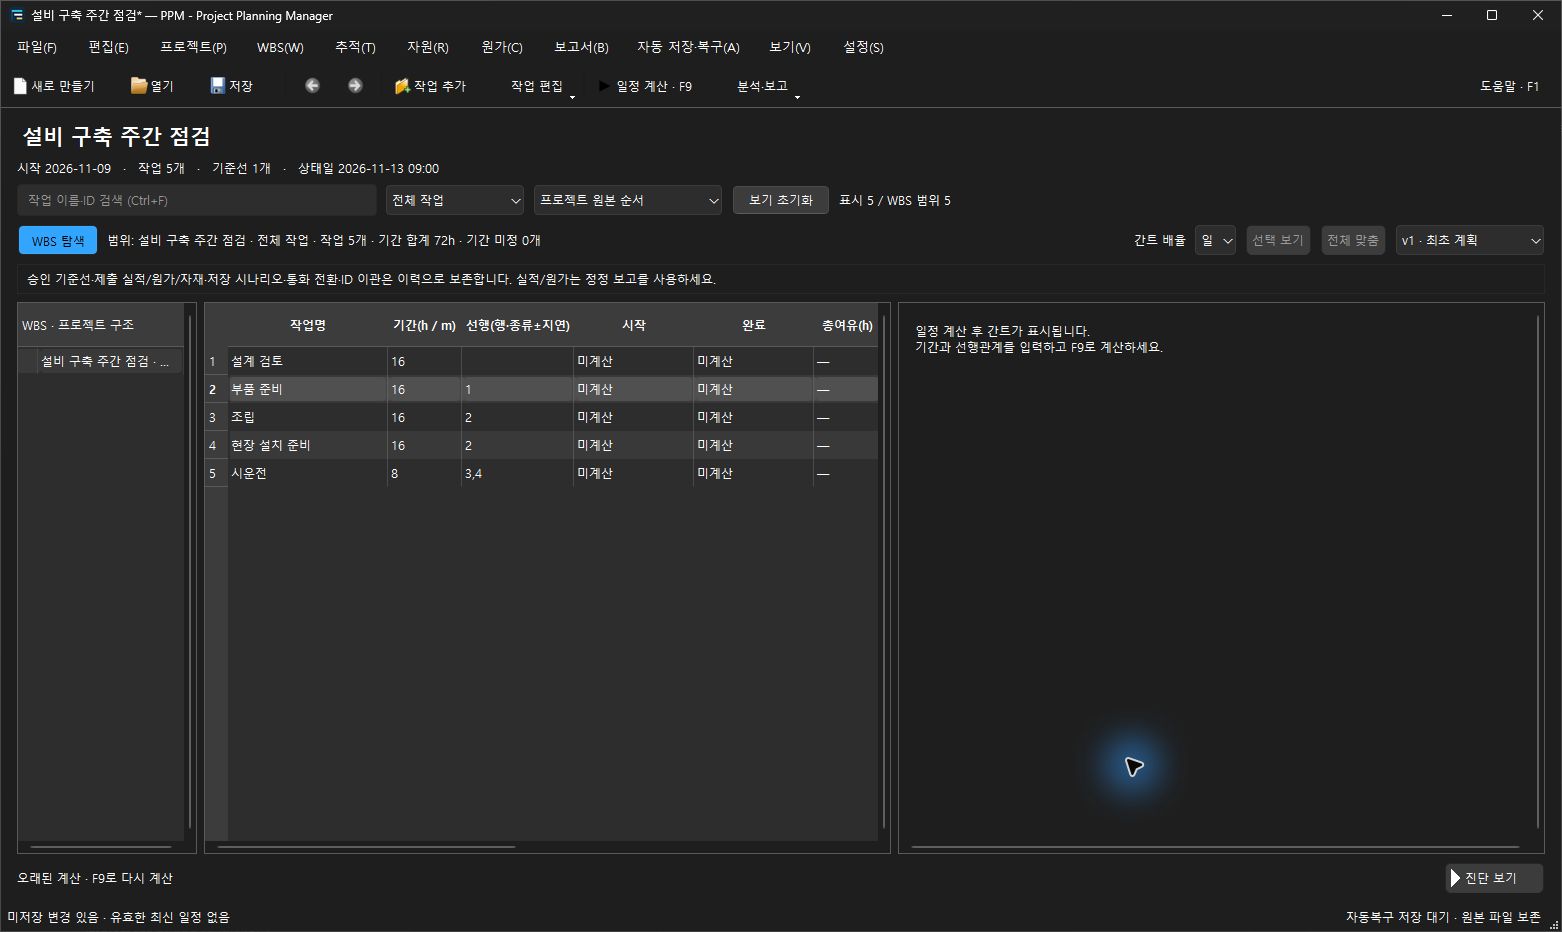 설비 구축 주간 점검* — PPM - Project Planning Manager
파일(F) 편집(E) 프로젝트(P) WBS(W) 추적(T) 자원(R) 원가(C) 보고서(B) 자동 저장·복구(A) 보기(V) 설정(S)
새로 만들기 열기 저장 작업 추가 작업 편집 일정 계산 · F9 분석·보고 도움말 · F1
설비 구축 주간 점검
시작 2026-11-09 · 작업 5개 · 기준선 1개 · 상태일 2026-11-13 09:00
작업 이름·ID 검색 (Ctrl+F) 전체 작업 프로젝트 원본 순서 보기 초기화 표시 5 / WBS 범위 5
WBS 탐색 범위: 설비 구축 주간 점검 · 전체 작업 · 작업 5개 · 기간 합계 72h · 기간 미정 0개 간트 배율 일 선택 보기 전체 맞춤 v1 · 최초 계획
승인 기준선·제출 실적/원가/자재·저장 시나리오·통화 전환·ID 이관은 이력으로 보존합니다. 실적/원가는 정정 보고를 사용하세요.
WBS · 프로젝트 구조
설비 구축 주간 점검 · ...
작업명 기간(h / m) 선행(행·종류±지연) 시작 완료 총여유(h)
1 설계 검토 16 미계산 미계산 —
2 부품 준비 16 1 미계산 미계산 —
3 조립 16 2 미계산 미계산 —
4 현장 설치 준비 16 2 미계산 미계산 —
5 시운전 8 3,4 미계산 미계산 —
일정 계산 후 간트가 표시됩니다.
기간과 선행관계를 입력하고 F9로 계산하세요.
오래된 계산 · F9로 다시 계산 진단 보기
미저장 변경 있음 · 유효한 최신 일정 없음 자동복구 저장 대기 · 원본 파일 보존